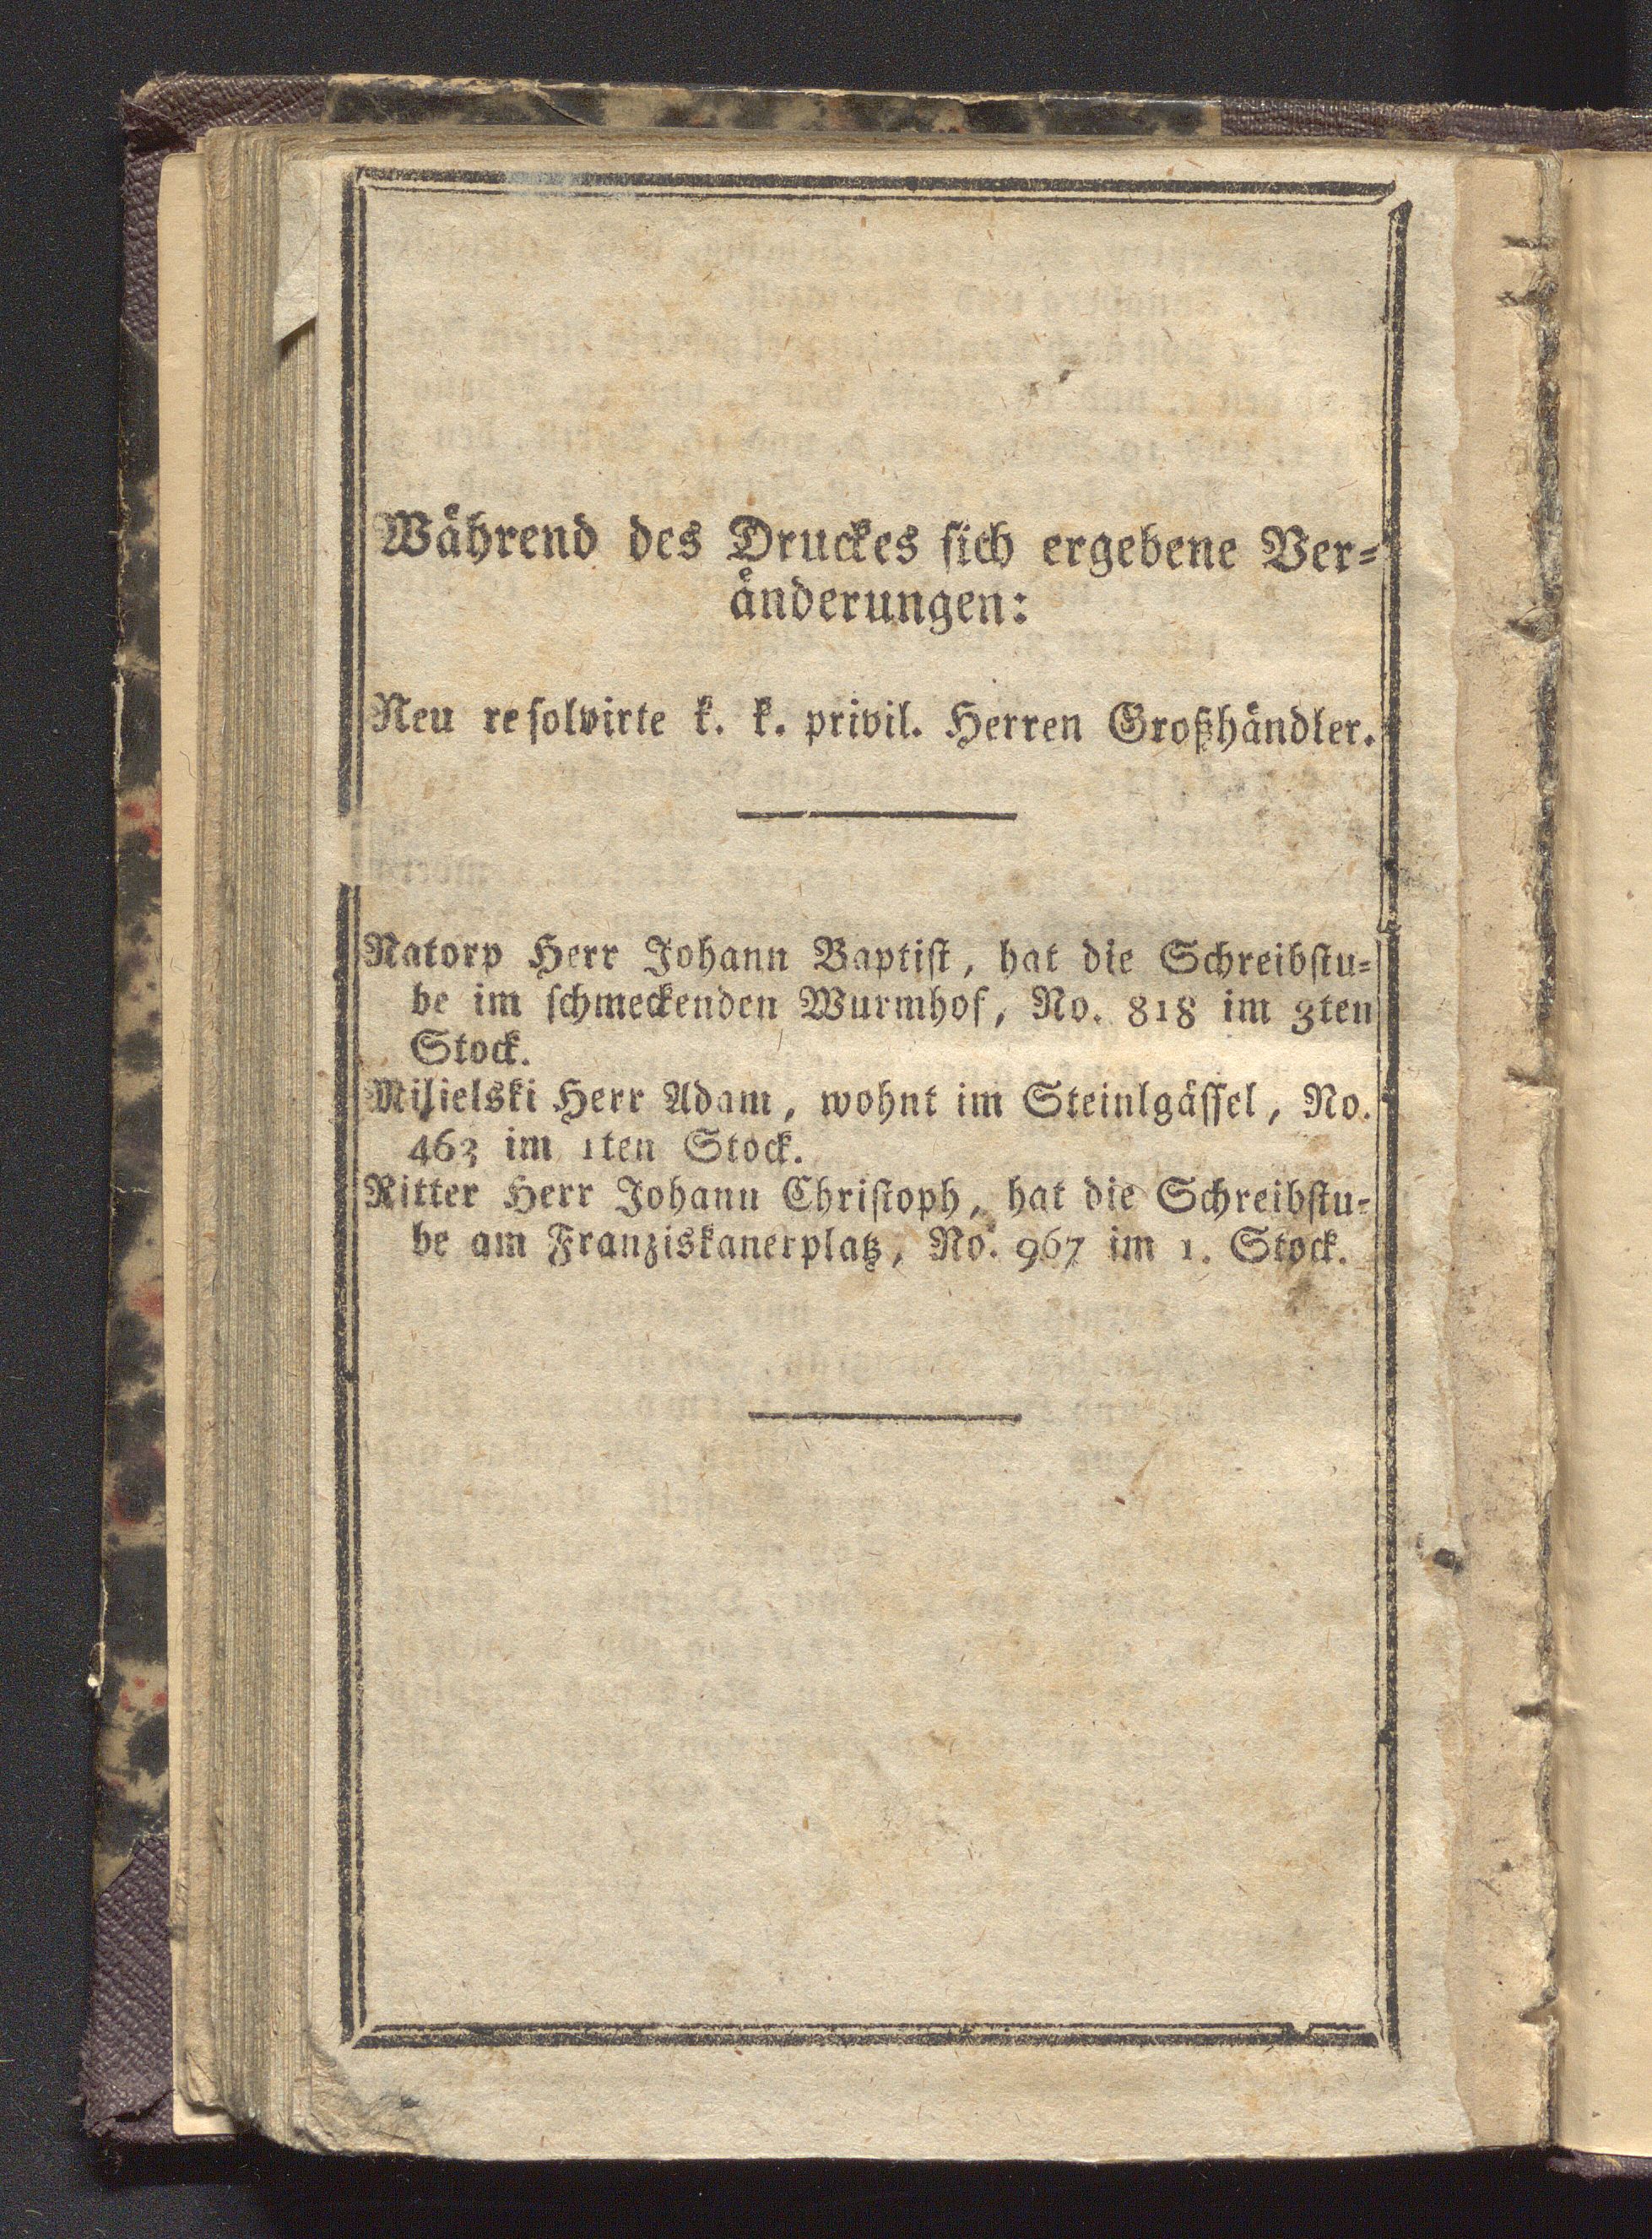 Während des Druckes sich ergebene Ver-
änderungen:
Neu resolvirte k. k. privil. Herren Großhändler.
Natorp Herr Johann Baptist, hat die Schreibstu-
be im schmeckenden Wurmhof, No. 818 im 3ten
Stock.
Milielski Herr Adam, wohnt im Steinlgässel, No.
463 im 1ten Stock.
Ritter Herr Johann Christoph, hat die Schreibstu-
be am Franziskanerplatz, No. 967 im 1. Stock.